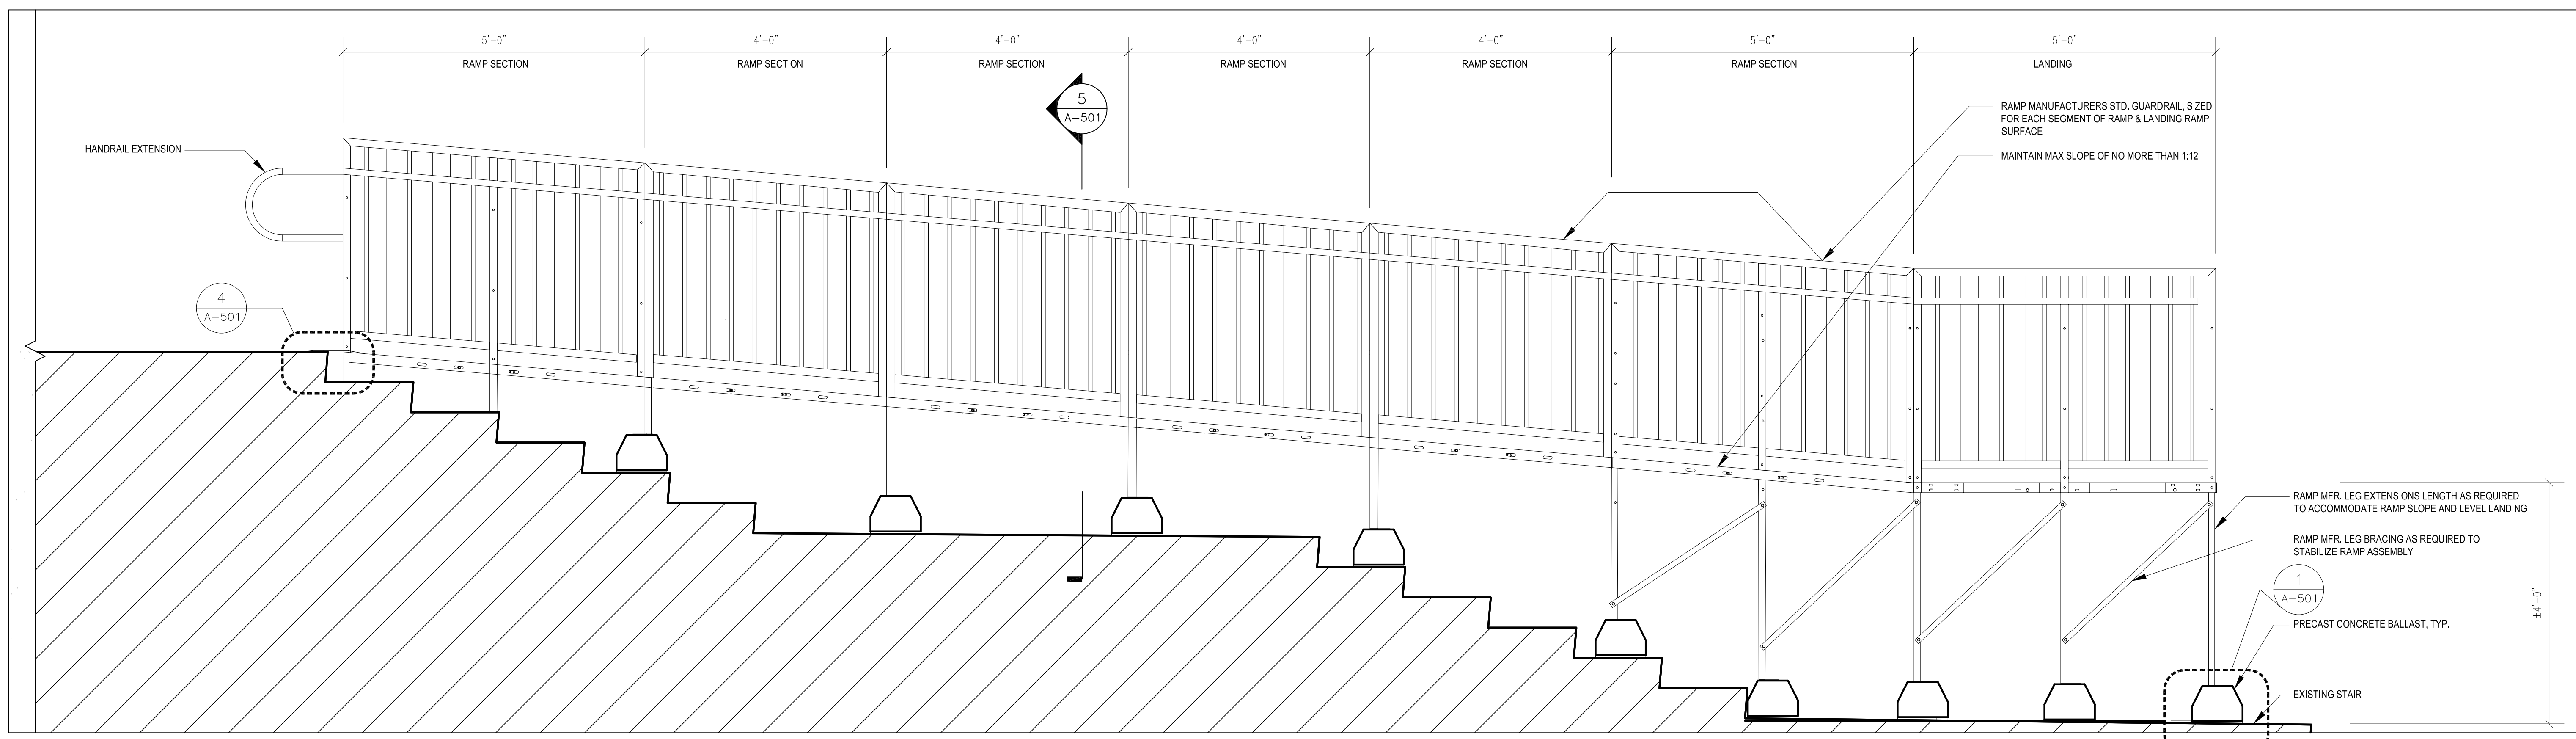 5'-0" 4'-0" 4'-0" 4'-0" 4'-0" 5'-0" 5'-0"
RAMP SECTION RAMP SECTION RAMP SECTION RAMP SECTION RAMP SECTION RAMP SECTION LANDING
5
A-501
RAMP MANUFACTURERS STD. GUARDRAIL, SIZED
FOR EACH SEGMENT OF RAMP & LANDING RAMP
SURFACE
HANDRAIL EXTENSION
MAINTAIN MAX SLOPE OF NO MORE THAN 1:12
4
A-501
RAMP MFR. LEG EXTENSIONS LENGTH AS REQUIRED
TO ACCOMMODATE RAMP SLOPE AND LEVEL LANDING
RAMP MFR. LEG BRACING AS REQUIRED TO
STABILIZE RAMP ASSEMBLY
1
A-501
±4'-0"
PRECAST CONCRETE BALLAST, TYP.
EXISTING STAIR